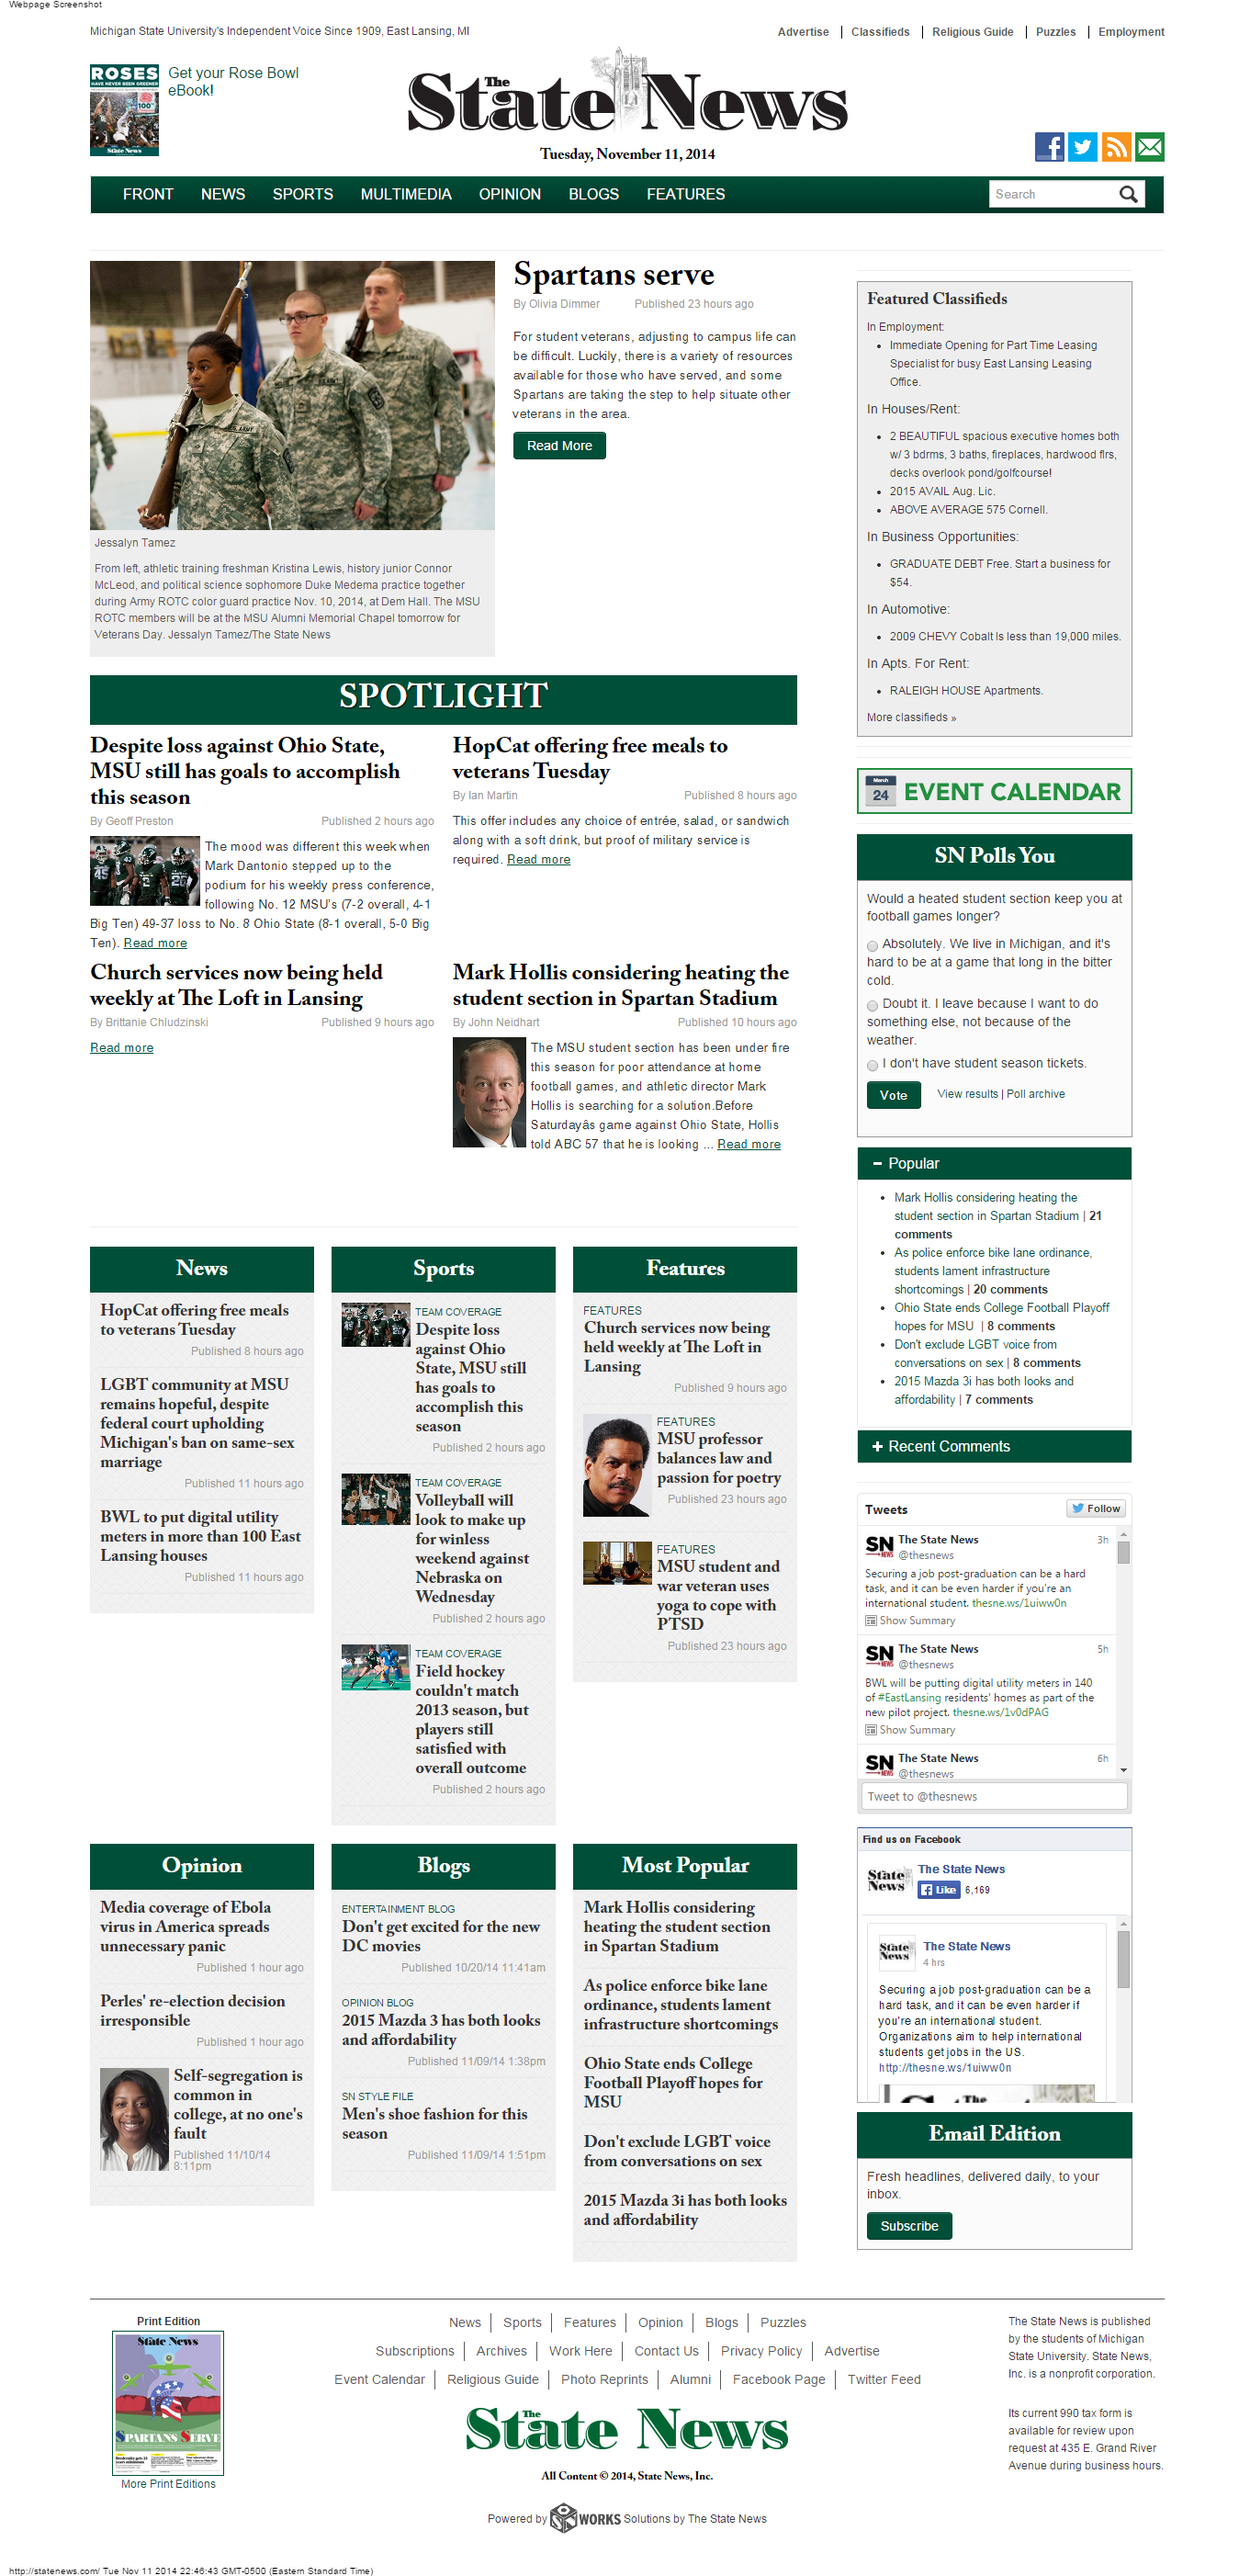 Webpage Screenshot
Michigan State University's Independent Voice Since 1909, East Lansing, MI
Advertise
Classifieds
Religious Guide
Puzzles
Employment
ROSES
HAVE NEVER BEEN GREENER
100
State News
Get your Rose Bowl
eBook!
The State News
Tuesday, November 11, 2014
FRONT
NEWS
SPORTS
MULTIMEDIA
OPINION
BLOGS
FEATURES
Search
Spartans serve
By Olivia Dimmer
Published 23 hours ago
For student veterans, adjusting to campus life can
be difficult. Luckily, there is a variety of resources
available for those who have served, and some
Spartans are taking the step to help situate other
veterans in the area.
Read More
Jessalyn Tamez
From left, athletic training freshman Kristina Lewis, history junior Connor
McLeod, and political science sophomore Duke Medema practice together
during Army ROTC color guard practice Nov. 10, 2014, at Dem Hall. The MSU
ROTC members will be at the MSU Alumni Memorial Chapel tomorrow for
Veterans Day. Jessalyn Tamez/The State News
SPOTLIGHT
Despite loss against Ohio State,
MSU still has goals to accomplish
this season
By Geoff Preston
Published 2 hours ago
The mood was different this week when
Mark Dantonio stepped up to the
podium for his weekly press conference,
following No. 12 MSU's (7-2 overall, 4-1
Big Ten) 49-37 loss to No. 8 Ohio State (8-1 overall, 5-0 Big
Ten). Read more
HopCat offering free meals to
veterans Tuesday
By Ian Martin
Published 8 hours ago
This offer includes any choice of entrée, salad, or sandwich
along with a soft drink, but proof of military service is
required. Read more
Church services now being held
weekly at The Loft in Lansing
By Brittanie Chludzinski
Published 9 hours ago
Read more
Mark Hollis considering heating the
student section in Spartan Stadium
By John Neidhart
Published 10 hours ago
The MSU student section has been under fire
this season for poor attendance at home
football games, and athletic director Mark
Hollis is searching for a solution.Before
Saturdayâs game against Ohio State, Hollis
told ABC 57 that he is looking ... Read more
News
HopCat offering free meals
to veterans Tuesday
Published 8 hours ago
LGBT community at MSU
remains hopeful, despite
federal court upholding
Michigan's ban on same-sex
marriage
Published 11 hours ago
BWL to put digital utility
meters in more than 100 East
Lansing houses
Published 11 hours ago
Sports
TEAM COVERAGE
Despite loss
against Ohio
State, MSU still
has goals to
accomplish this
season
Published 2 hours ago
TEAM COVERAGE
Volleyball will
look to make up
for winless
weekend against
Nebraska on
Wednesday
Published 2 hours ago
TEAM COVERAGE
Field hockey
couldn't match
2013 season, but
players still
satisfied with
overall outcome
Published 2 hours ago
Features
FEATURES
Church services now being
held weekly at The Loft in
Lansing
Published 9 hours ago
FEATURES
MSU professor
balances law and
passion for poetry
Published 23 hours ago
FEATURES
MSU student and
war veteran uses
yoga to cope with
PTSD
Published 23 hours ago
Opinion
Media coverage of Ebola
virus in America spreads
unnecessary panic
Published 1 hour ago
Perles' re-election decision
irresponsible
Published 1 hour ago
Self-segregation is
common in
college, at no one's
fault
Published 11/10/14
8:11pm
Blogs
ENTERTAINMENT BLOG
Don't get excited for the new
DC movies
Published 10/20/14 11:41am
OPINION BLOG
2015 Mazda 3 has both looks
and affordability
Published 11/09/14 1:38pm
SN STYLE FILE
Men's shoe fashion for this
season
Published 11/09/14 1:51pm
Most Popular
Mark Hollis considering
heating the student section
in Spartan Stadium
As police enforce bike lane
ordinance, students lament
infrastructure shortcomings
Ohio State ends College
Football Playoff hopes for
MSU
Don't exclude LGBT voice
from conversations on sex
2015 Mazda 3i has both looks
and affordability
Featured Classifieds
In Employment:
Immediate Opening for Part Time Leasing
Specialist for busy East Lansing Leasing
Office.
In Houses/Rent:
2 BEAUTIFUL spacious executive homes both
w/ 3 bdrms, 3 baths, fireplaces, hardwood flrs,
decks overlook pond/golfcourse!
2015 AVAIL Aug. Lic.
ABOVE AVERAGE 575 Cornell.
In Business Opportunities:
GRADUATE DEBT Free. Start a business for
$54.
In Automotive:
2009 CHEVY Cobalt ls less than 19,000 miles.
In Apts. For Rent:
RALEIGH HOUSE Apartments.
More classifieds »
March
24
EVENT CALENDAR
SN Polls You
Would a heated student section keep you at
football games longer?
Absolutely. We live in Michigan, and it's
hard to be at a game that long in the bitter
cold.
Doubt it. I leave because I want to do
something else, not because of the
weather.
I don't have student season tickets.
Vote
View results | Poll archive
Popular
Mark Hollis considering heating the
student section in Spartan Stadium | 21
comments
As police enforce bike lane ordinance,
students lament infrastructure
shortcomings | 20 comments
Ohio State ends College Football Playoff
hopes for MSU | 8 comments
Don't exclude LGBT voice from
conversations on sex | 8 comments
2015 Mazda 3i has both looks and
affordability | 7 comments
Recent Comments
Tweets
Follow
SN NEWS
The State News
3h
@thesnews
Securing a job post-graduation can be a hard
task, and it can be even harder if you're an
international student. thesne.ws/1uiww0n
Show Summary
SN NEWS
The State News
5h
@thesnews
BWL will be putting digital utility meters in 140
of #EastLansing residents' homes as part of the
new pilot project. thesne.ws/1v0dPAG
Show Summary
SN NEWS
The State News
6h
@thesnews
Tweet to @thesnews
Find us on Facebook
State News
The State News
Like
6,169
State News
The State News
4 hrs
Securing a job post-graduation can be a
hard task, and it can be even harder if
you're an international student.
Organizations aim to help international
students get jobs in the US.
http://thesne.ws/1uiww0n
Email Edition
Fresh headlines, delivered daily, to your
inbox.
Subscribe
Print Edition
State News
SPARTANS SERVE
More Print Editions
News
Sports
Features
Opinion
Blogs
Puzzles
Subscriptions
Archives
Work Here
Contact Us
Privacy Policy
Advertise
Event Calendar
Religious Guide
Photo Reprints
Alumni
Facebook Page
Twitter Feed
The State News
All Content © 2014, State News, Inc.
Powered by SNWORKS Solutions by The State News
The State News is published
by the students of Michigan
State University. State News,
Inc. is a nonprofit corporation.
Its current 990 tax form is
available for review upon
request at 435 E. Grand River
Avenue during business hours.
http://statenews.com/ Tue Nov 11 2014 22:46:43 GMT-0500 (Eastern Standard Time)